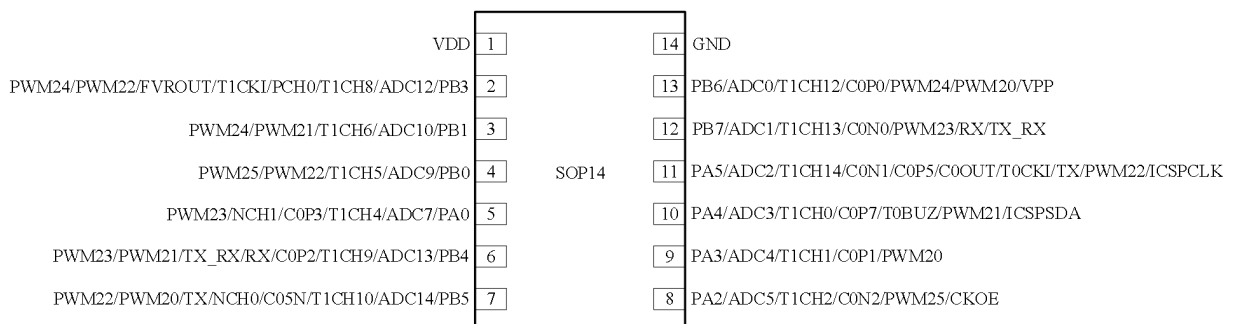 VDD 1 14 GND
PWM24/PWM22/FVROUT/T1CKI/PCH0/T1CH8/ADC12/PB3 2 13 PB6/ADC0/T1CH12/C0P0/PWM24/PWM20/VPP
PWM24/PWM21/T1CH6/ADC10/PB1 3 12 PB7/ADC1/T1CH13/C0N0/PWM23/RX/TX_RX
PWM25/PWM22/T1CH5/ADC9/PB0 4 SOP14 11 PA5/ADC2/T1CH14/C0N1/C0P5/C0OUT/T0CKI/TX/PWM22/ICSPCLK
PWM23/NCH1/C0P3/T1CH4/ADC7/PA0 5 10 PA4/ADC3/T1CH0/C0P7/T0BUZ/PWM21/ICSPSDA
PWM23/PWM21/TX_RX/RX/C0P2/T1CH9/ADC13/PB4 6 9 PA3/ADC4/T1CH1/C0P1/PWM20
PWM22/PWM20/TX/NCH0/C05N/T1CH10/ADC14/PB5 7 8 PA2/ADC5/T1CH2/C0N2/PWM25/CKOE